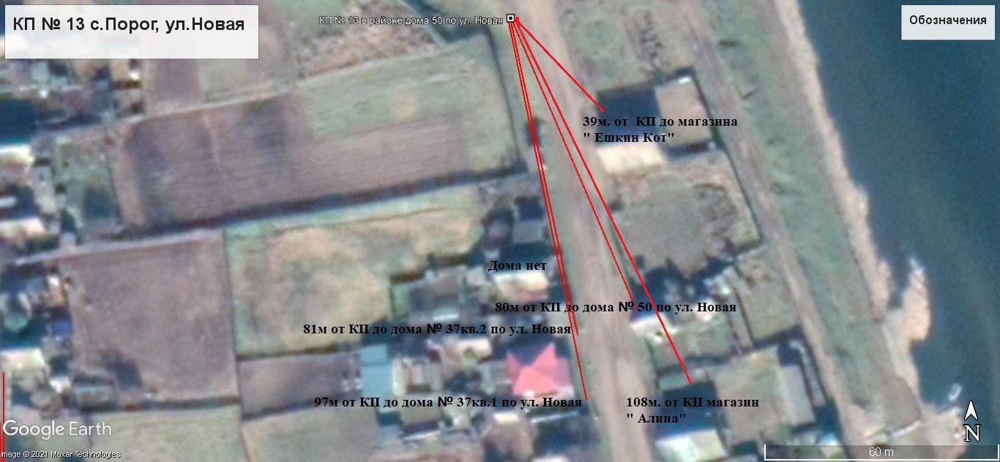 КП № 13 с.Порог, ул.Новая
КП № 13 в районе дома 50 по ул. Новая
Обозначения
39м. от КП до магазина
" Ешкин Кот"
Дома нет
80м от КП до дома № 50 по ул. Новая
81м от КП до дома № 37кв.2 по ул. Новая
97м от КП до дома № 37кв.1 по ул. Новая
108м. от КП магазин
" Алина"
Google Earth
N
60 m
Image © 2021 Maxar Technologies